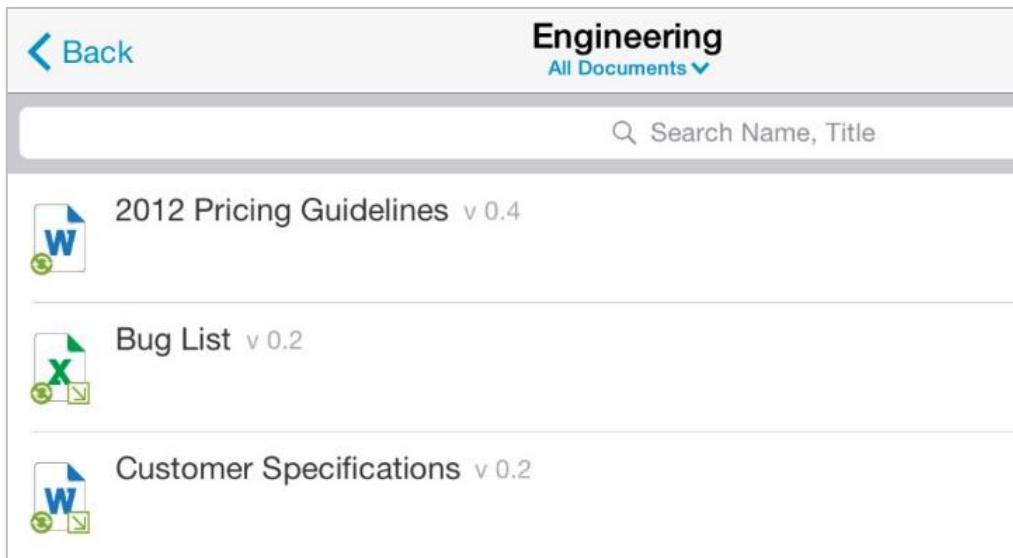 Back
Engineering
All Documents
Search Name, Title
2012 Pricing Guidelines v 0.4
W
Bug List v 0.2
X
Customer Specifications v 0.2
W